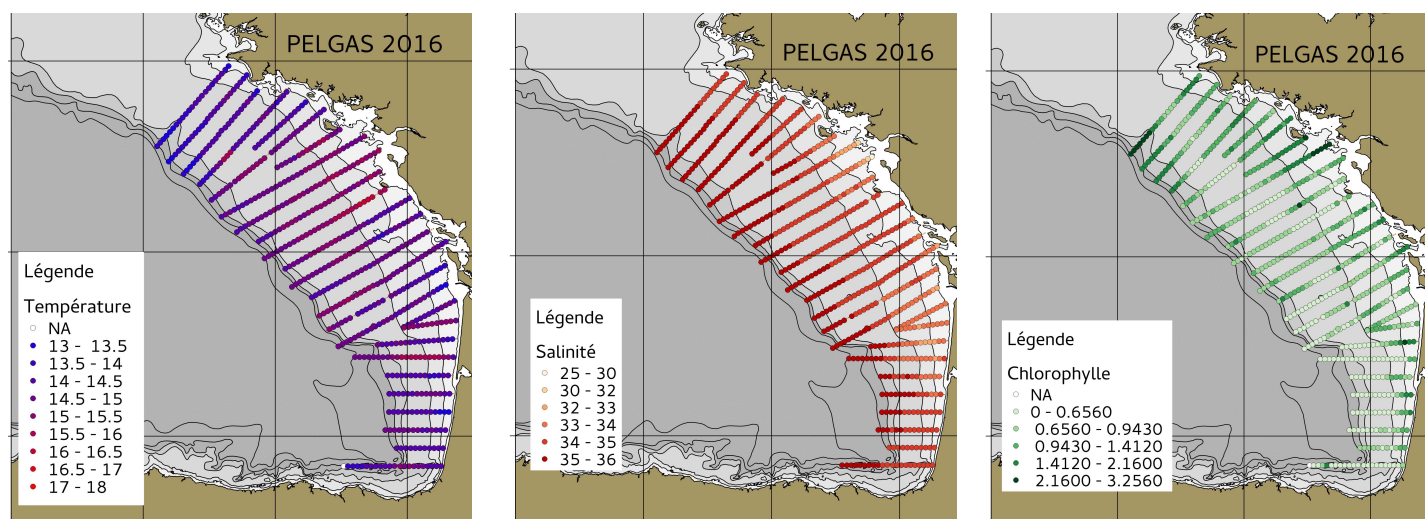 PELGAS 2016
Légende
Température
NA
13 - 13.5
13.5 - 14
14 - 14.5
14.5 - 15
15 - 15.5
15.5 - 16
16 - 16.5
16.5 - 17
17 - 18
PELGAS 2016
Légende
Salinité
25 - 30
30 - 32
32 - 33
33 - 34
34 - 35
35 - 36
PELGAS 2016
Légende
Chlorophylle
NA
0 - 0.6560
0.6560 - 0.9430
0.9430 - 1.4120
1.4120 - 2.1600
2.1600 - 3.2560